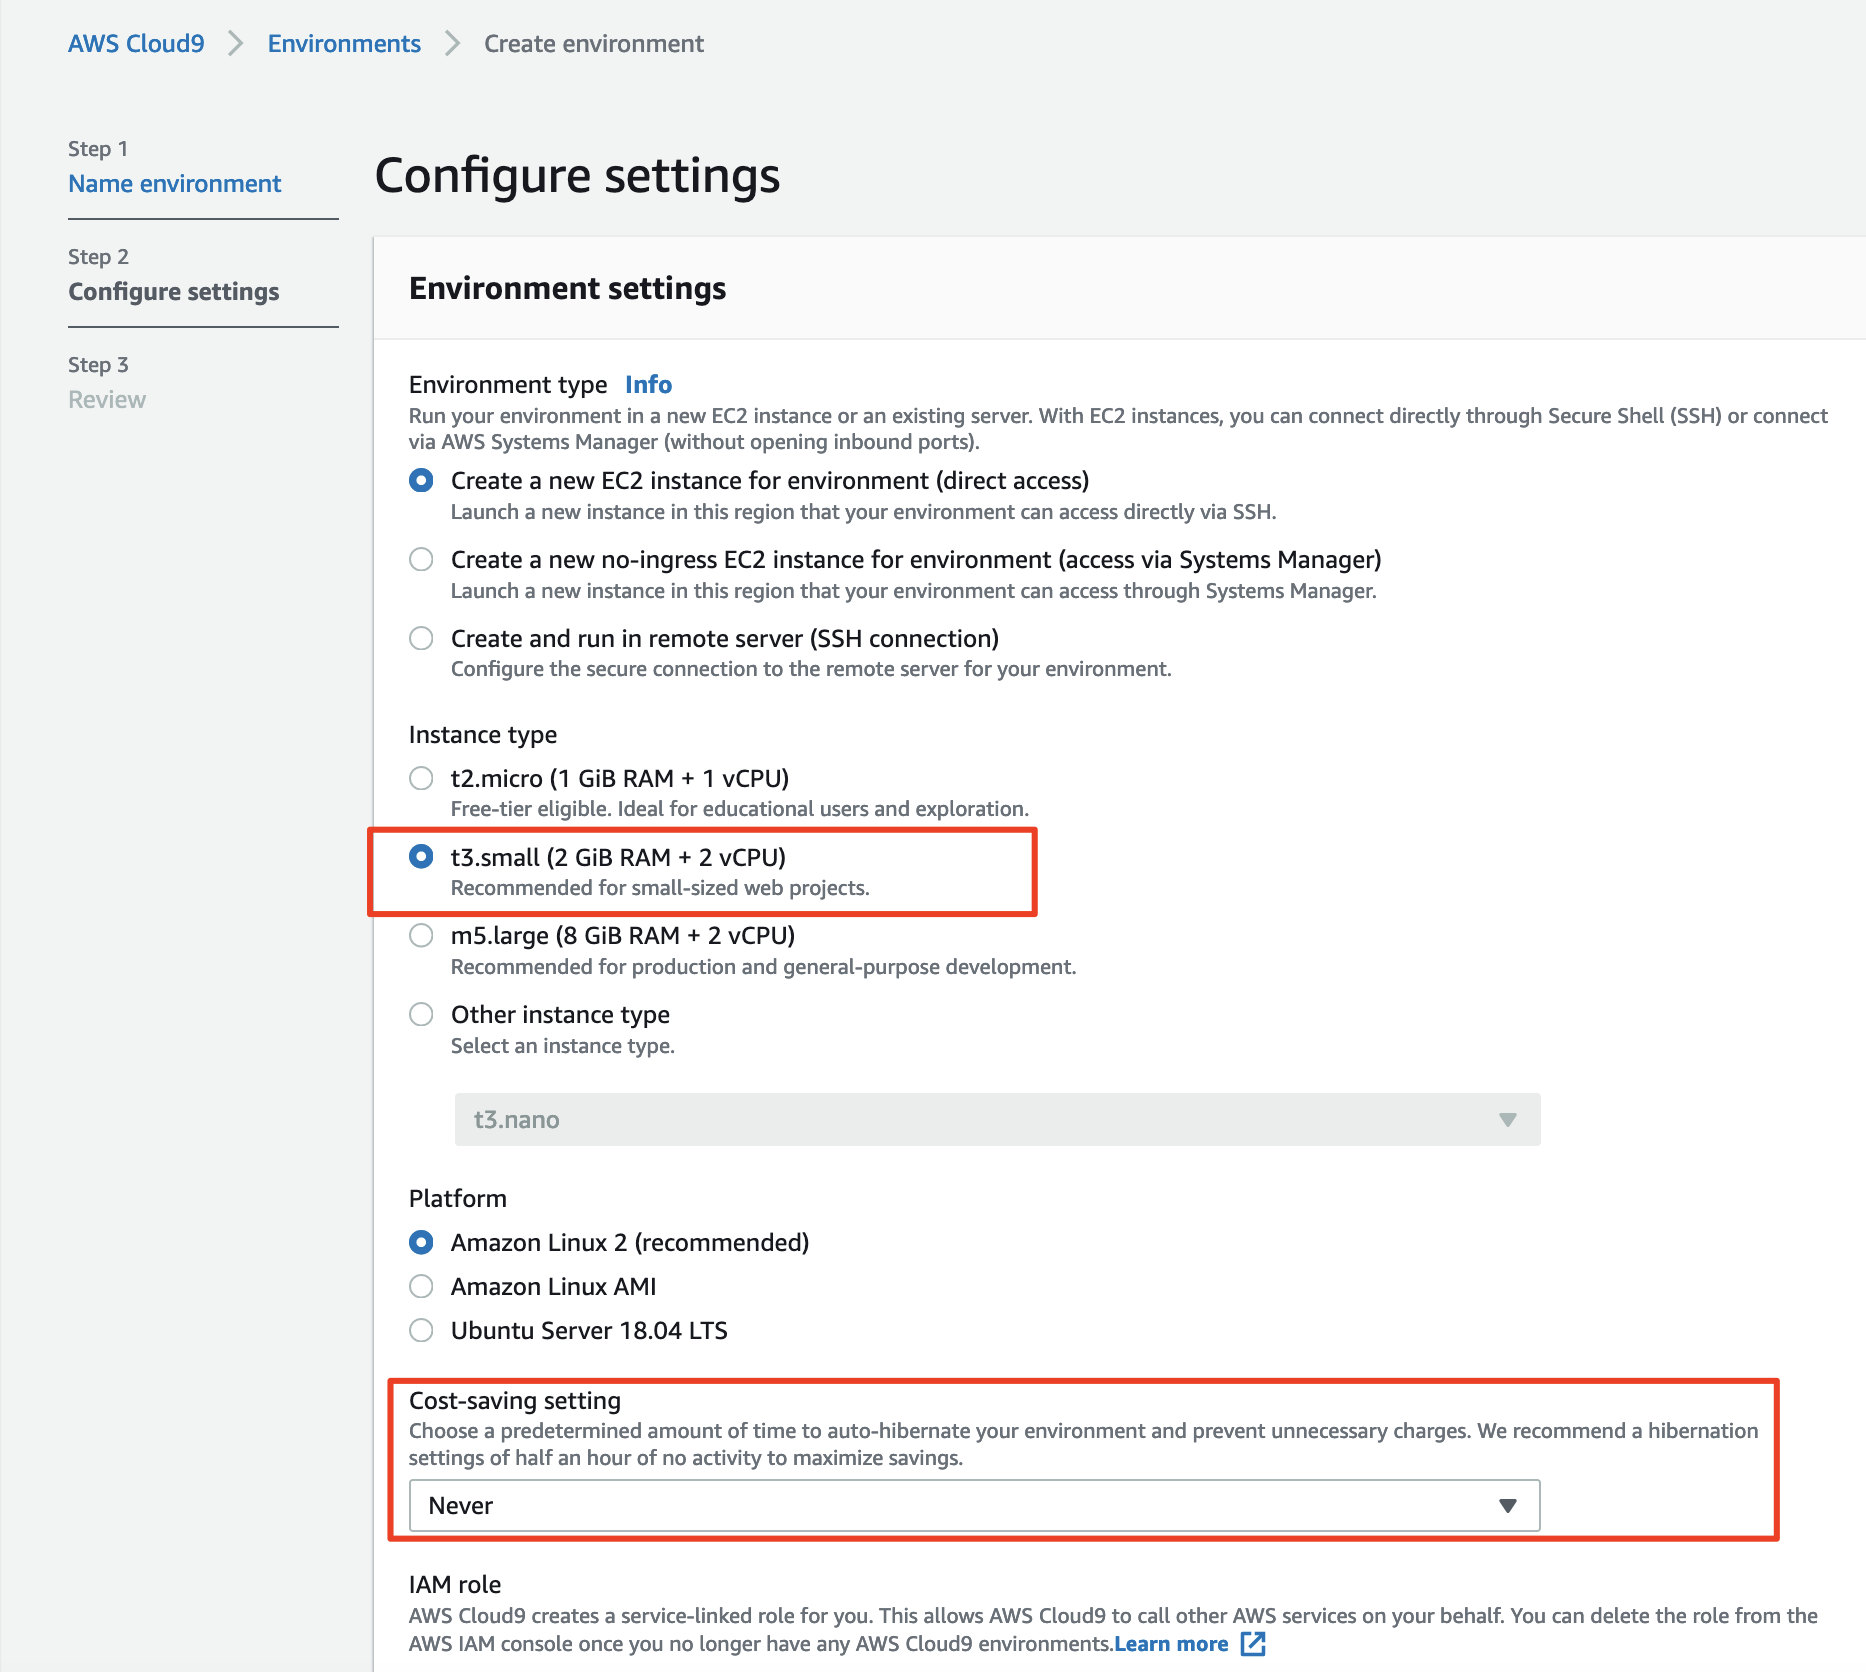 AWS Cloud9 > Environments > Create environment
Step 1
Name environment
Step 2
Configure settings
Step 3
Review
Configure settings
Environment settings
Environment type Info
Run your environment in a new EC2 instance or an existing server. With EC2 instances, you can connect directly through Secure Shell (SSH) or connect
via AWS Systems Manager (without opening inbound ports).
Create a new EC2 instance for environment (direct access)
Launch a new instance in this region that your environment can access directly via SSH.
Create a new no-ingress EC2 instance for environment (access via Systems Manager)
Launch a new instance in this region that your environment can access through Systems Manager.
Create and run in remote server (SSH connection)
Configure the secure connection to the remote server for your environment.
Instance type
t2.micro (1 GiB RAM + 1 vCPU)
Free-tier eligible. Ideal for educational users and exploration.
t3.small (2 GiB RAM + 2 vCPU)
Recommended for small-sized web projects.
m5.large (8 GiB RAM + 2 vCPU)
Recommended for production and general-purpose development.
Other instance type
Select an instance type.
t3.nano
Platform
Amazon Linux 2 (recommended)
Amazon Linux AMI
Ubuntu Server 18.04 LTS
Cost-saving setting
Choose a predetermined amount of time to auto-hibernate your environment and prevent unnecessary charges. We recommend a hibernation
settings of half an hour of no activity to maximize savings.
Never
IAM role
AWS Cloud9 creates a service-linked role for you. This allows AWS Cloud9 to call other AWS services on your behalf. You can delete the role from the
AWS IAM console once you no longer have any AWS Cloud9 environments.Learn more